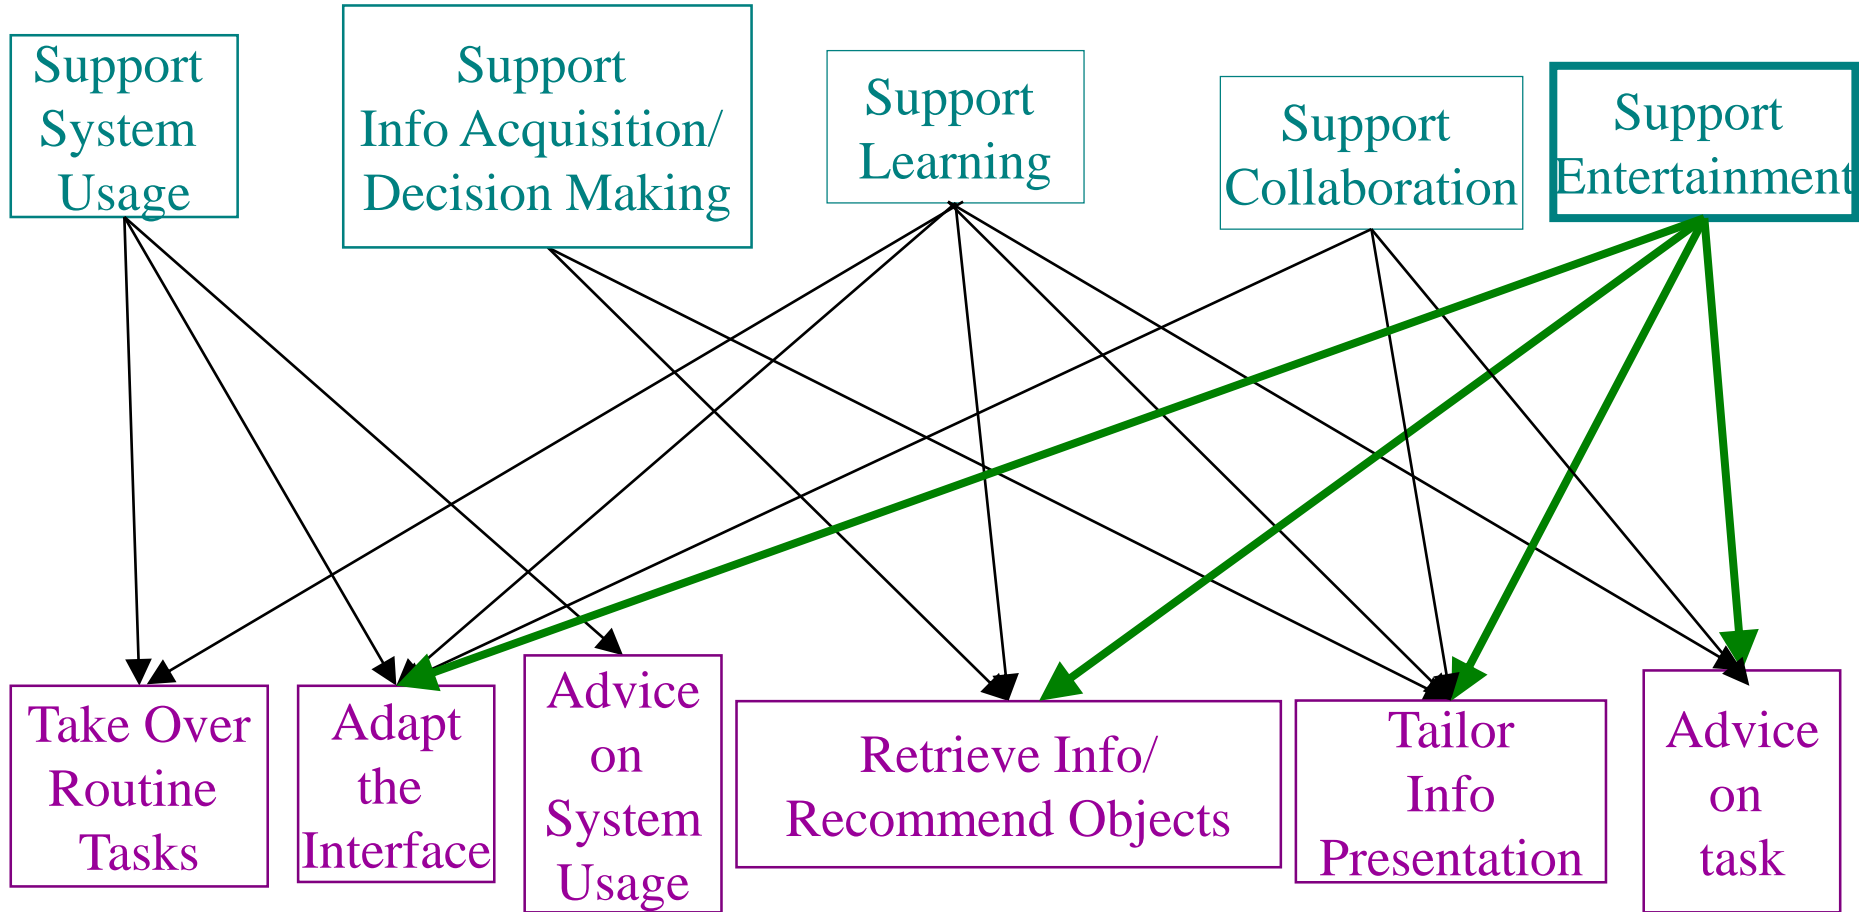 Support
System
Usage
Support
Info Acquisition/
Decision Making
Support
Learning
Support
Collaboration
Support
Entertainment
Take Over
Routine
Tasks
Adapt
the
Interface
Advice
on
System
Usage
Retrieve Info/
Recommend Objects
Tailor
Info
Presentation
Advice
on
task